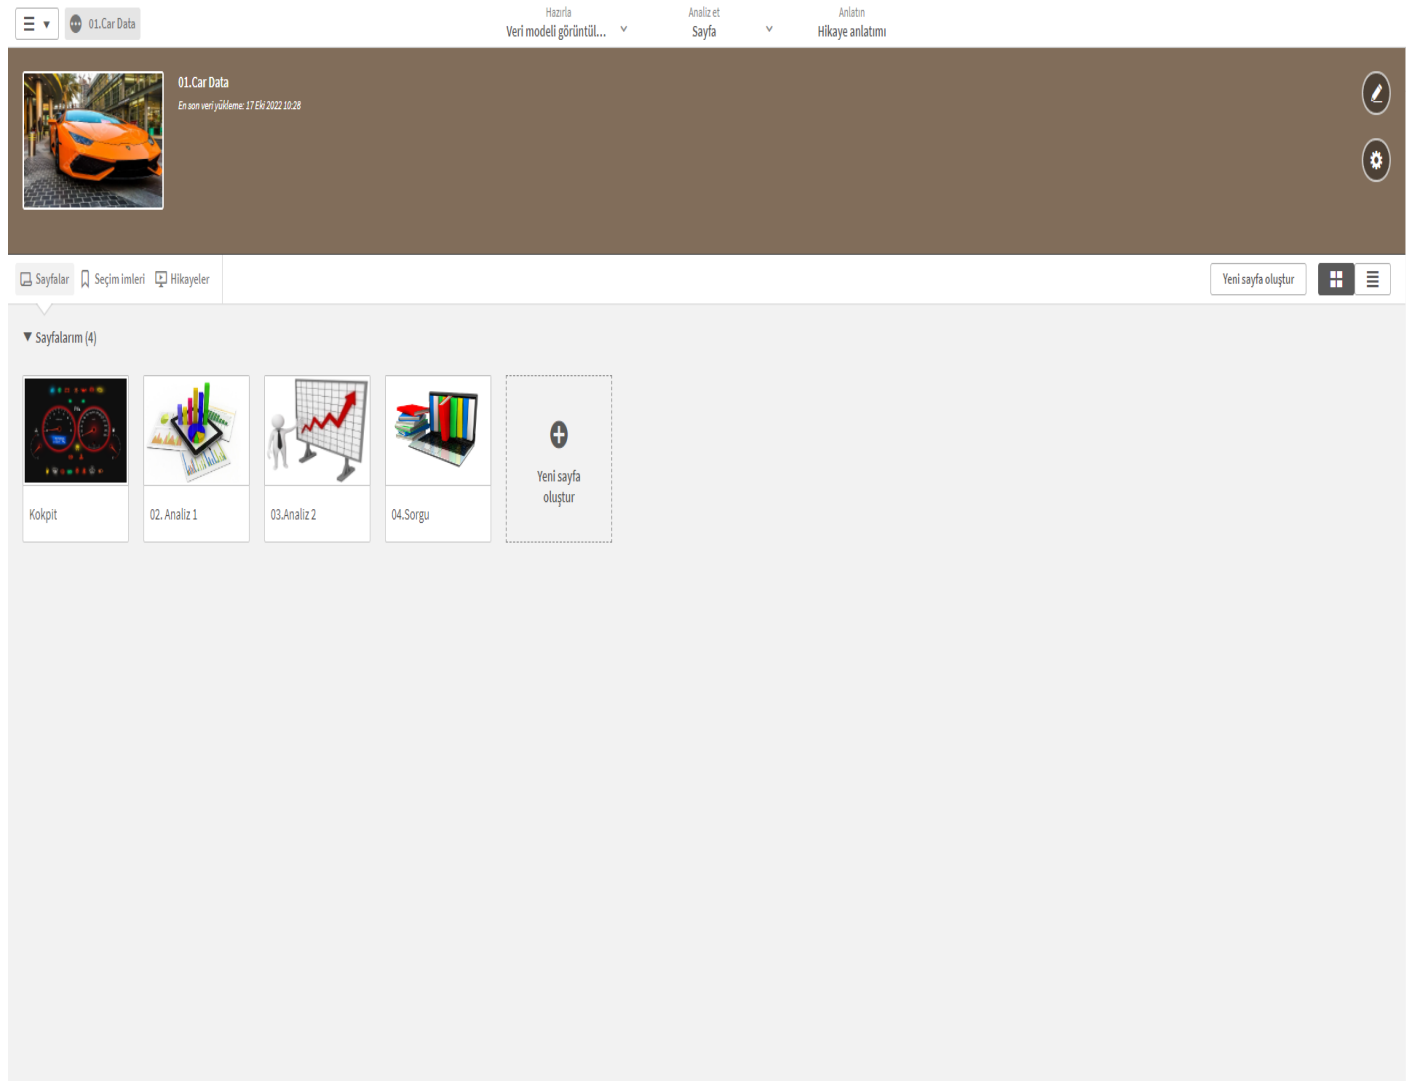 01.Car Data
Hazırla
Veri modeli görüntül...
Analiz et
Sayfa
Anlatın
Hikaye anlatımı
01.Car Data
En son veri yükleme: 17 Eki 2022 10:28
Sayfalar
Seçim imleri
Hikayeler
Yeni sayfa oluştur
Sayfalarım (4)
Kokpit
02. Analiz 1
03.Analiz 2
04.Sorgu
Yeni sayfa
oluştur